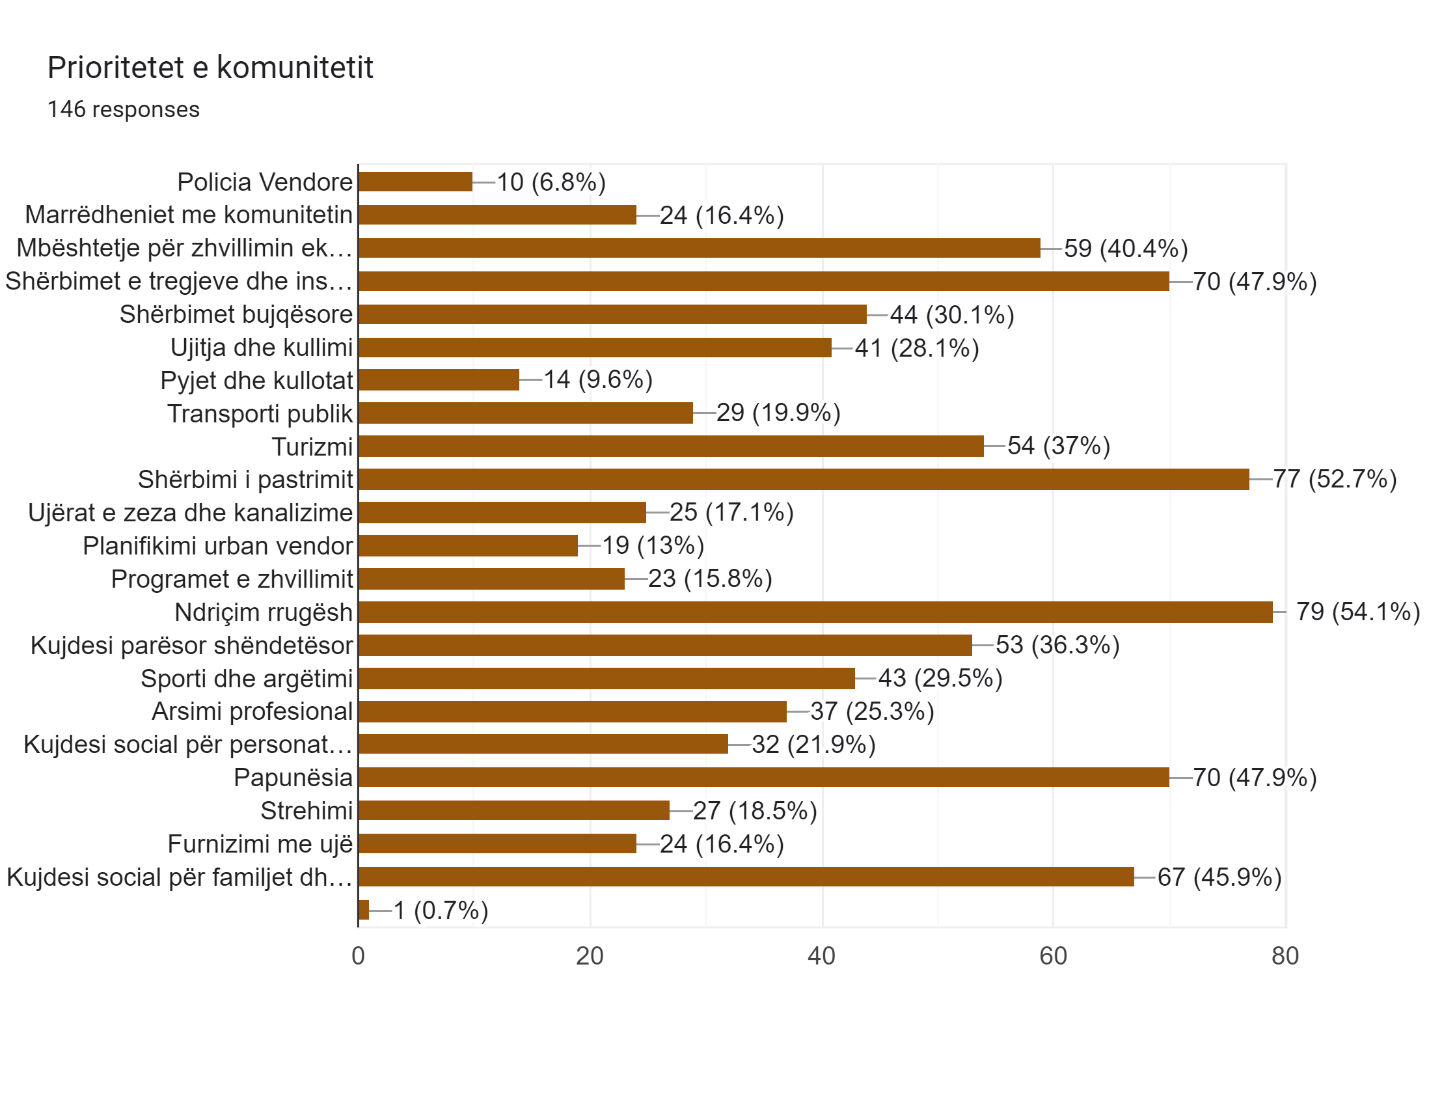 Prioritetet e komunitetit
146 responses
Policia Vendore 10 (6.8%)
Marrëdheniet me komunitetin 24 (16.4%)
Mbështetje për zhvillimin ek… 59 (40.4%)
Shërbimet e tregjeve dhe ins… 70 (47.9%)
Shërbimet bujqësore 44 (30.1%)
Ujitja dhe kullimi 41 (28.1%)
Pyjet dhe kullotat 14 (9.6%)
Transporti publik 29 (19.9%)
Turizmi 54 (37%)
Shërbimi i pastrimit 77 (52.7%)
Ujërat e zeza dhe kanalizime 25 (17.1%)
Planifikimi urban vendor 19 (13%)
Programet e zhvillimit 23 (15.8%)
Ndriçim rrugësh 79 (54.1%)
Kujdesi parësor shëndetësor 53 (36.3%)
Sporti dhe argëtimi 43 (29.5%)
Arsimi profesional 37 (25.3%)
Kujdesi social për personat… 32 (21.9%)
Papunësia 70 (47.9%)
Strehimi 27 (18.5%)
Furnizimi me ujë 24 (16.4%)
Kujdesi social për familjet dh… 67 (45.9%)
1 (0.7%)
0 20 40 60 80